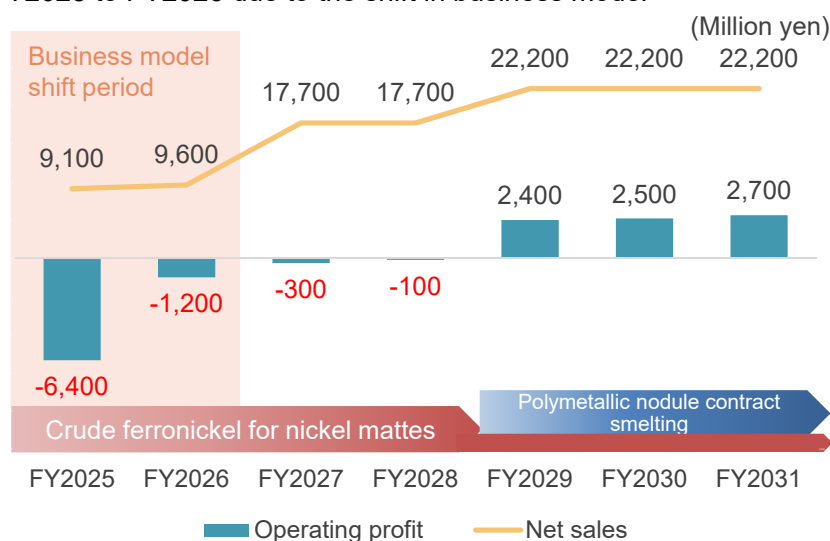 (Million yen)
Business model
shift period
9,100
9,600
17,700
17,700
22,200
22,200
22,200
2,400
2,500
2,700
-6,400
-1,200
-300
-100
Crude ferronickel for nickel mattes
Polymetallic nodule contract
smelting
FY2025
FY2026
FY2027
FY2028
FY2029
FY2030
FY2031
Operating profit
Net sales